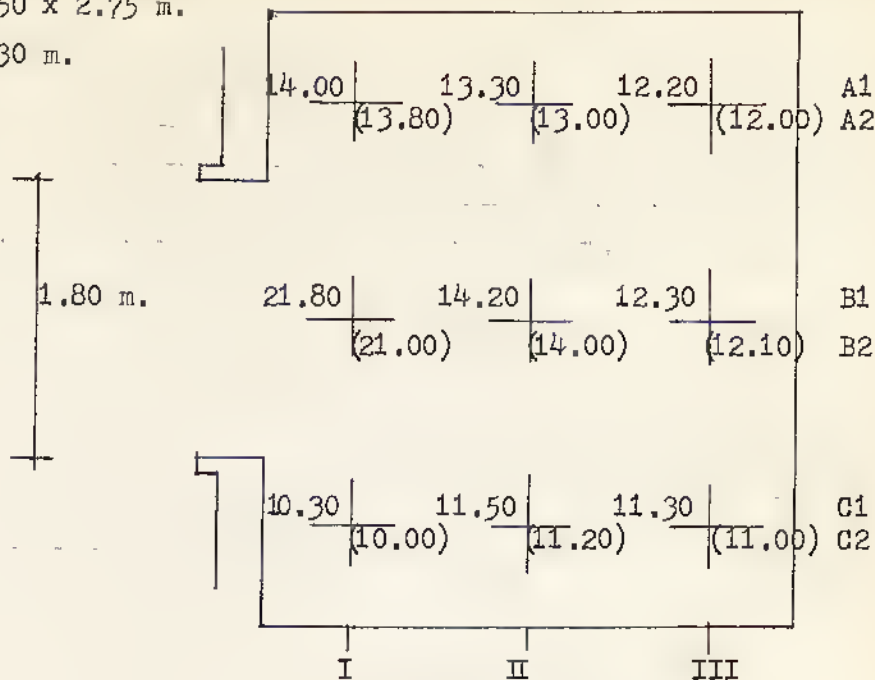 50 x 2.75 m.
30 m.
14.00 13.30 12.20 A1
(13.80) (13.00) (12.00) A2
1.80 m. 21.80 14.20 12.30 B1
(21.00) (14.00) (12.10) B2
10.30 11.50 11.30 C1
(10.00) (11.20) (11.00) C2
I II III